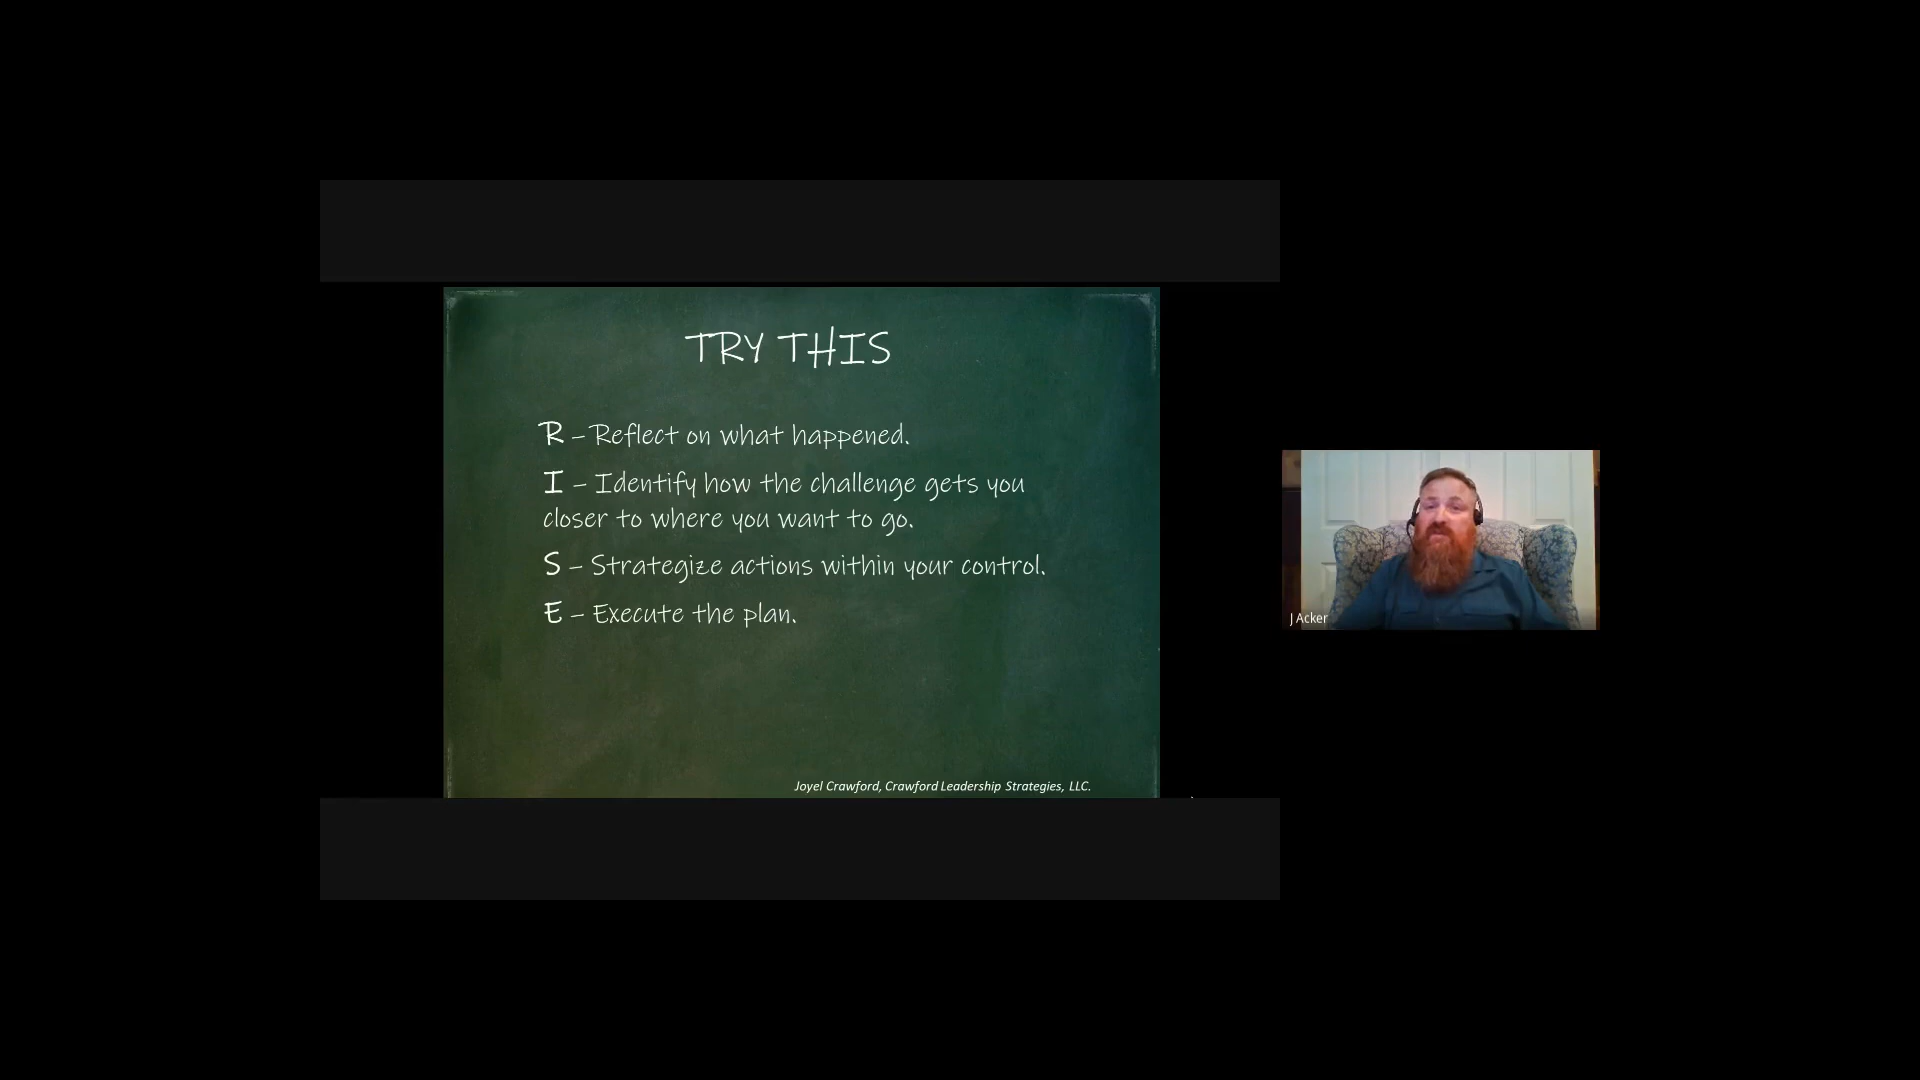 TRY THIS
R – Reflect on what happened.
I – Identify how the challenge gets you
closer to where you want to go.
S – Strategize actions within your control.
E – Execute the plan.
Joyel Crawford, Crawford Leadership Strategies, LLC.
J Acker